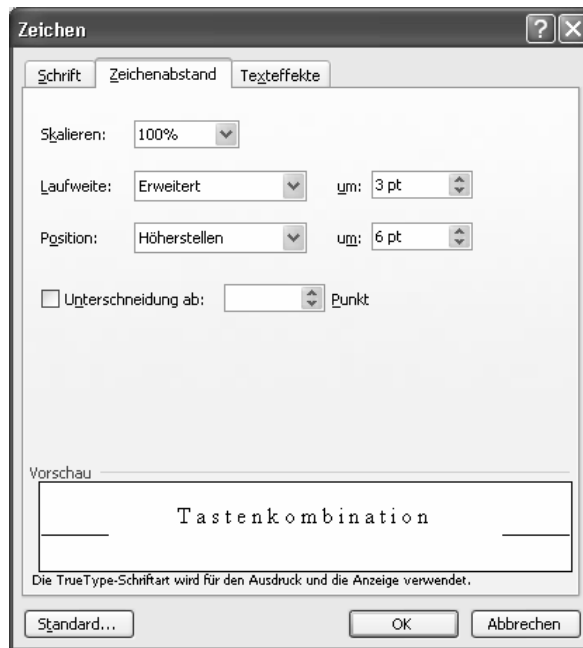 Zeichen
Schrift Zeichenabstand Texteffekte
Skalieren: 100%
Laufweite: Erweitert um: 3 pt
Position: Höherstellen um: 6 pt
Unterschneidung ab: Punkt
Vorschau
Tastenkombination
Die TrueType-Schriftart wird für den Ausdruck und die Anzeige verwendet.
Standard... OK Abbrechen